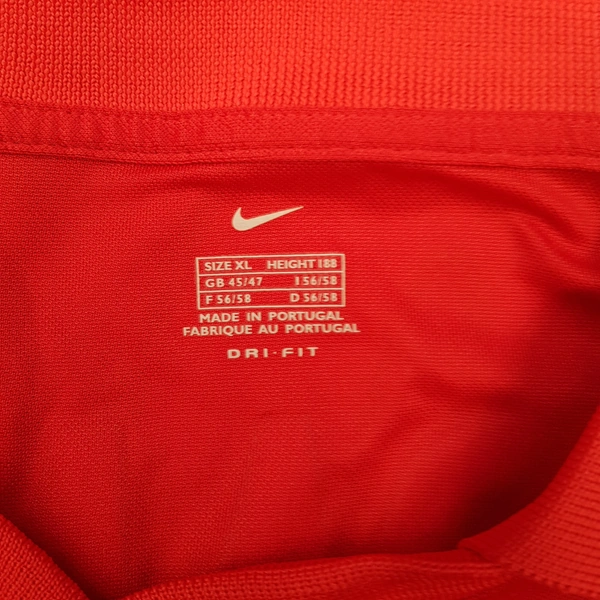 SIZE XL HEIGHT 188
GB 45/47 I 56/58
F 56/58 D 56/58
MADE IN PORTUGAL
FABRIQUE AU PORTUGAL
DRI-FIT